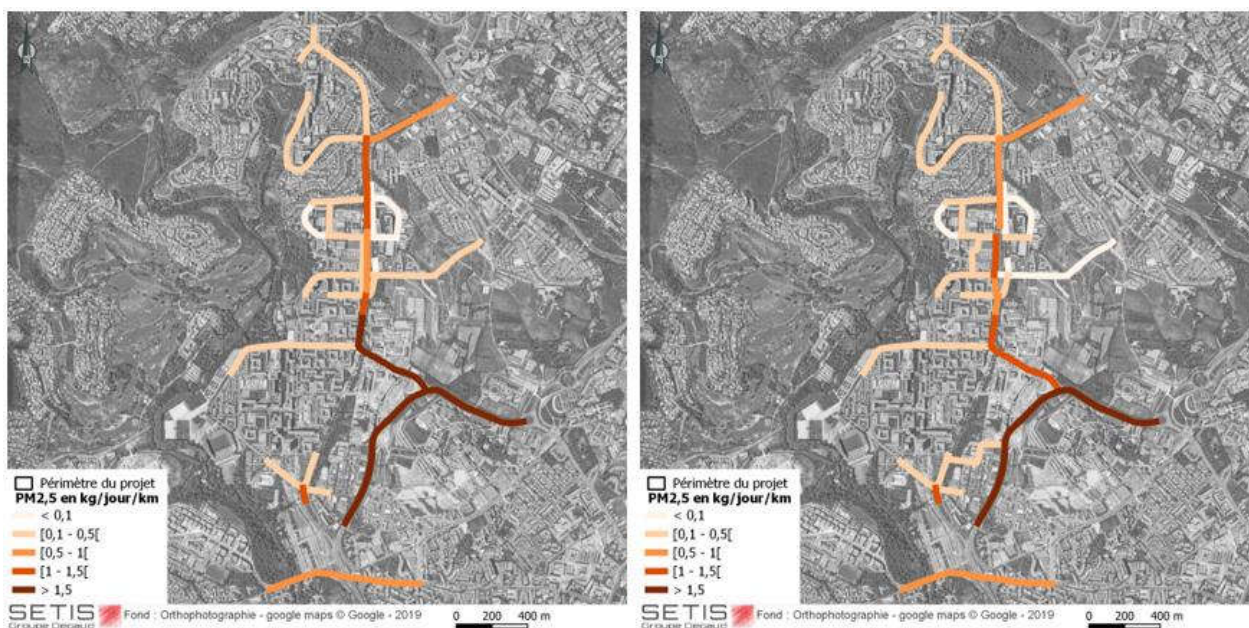 Périmètre du projet
PM2,5 en kg/jour/km
< 0,1
[0,1 - 0,5[
[0,5 - 1[
[1 - 1,5[
> 1,5
SETIS
Fond : Orthophotographie - google maps © Google - 2019
0 200 400 m
Périmètre du projet
PM2,5 en kg/jour/km
< 0,1
[0,1 - 0,5[
[0,5 - 1[
[1 - 1,5[
> 1,5
SETIS
Fond : Orthophotographie - google maps © Google - 2019
0 200 400 m